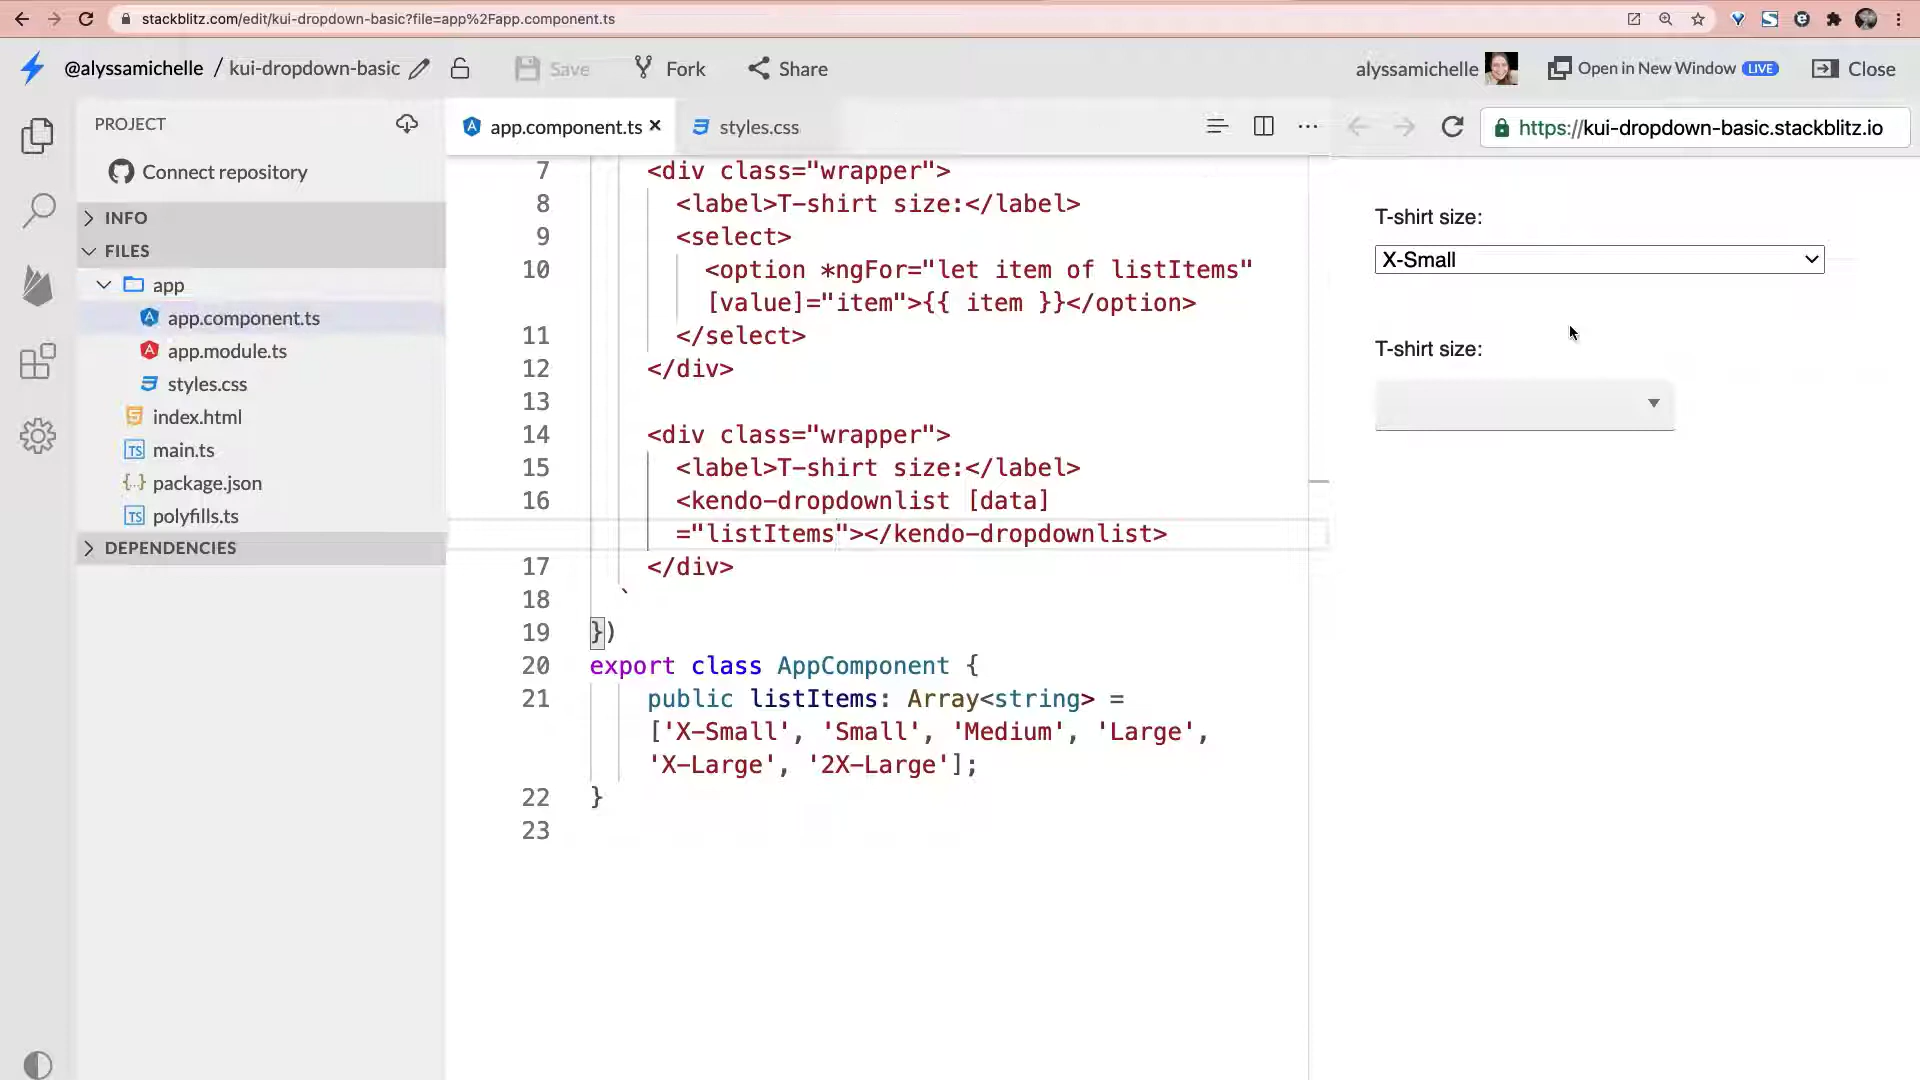 stackblitz.com/edit/kui-dropdown-basic?file=app%2Fapp.component.ts
@alyssamichelle / kui-dropdown-basic
Save
Fork
Share
alyssamichelle
Open in New Window LIVE
Close
PROJECT
Connect repository
INFO
FILES
app
app.component.ts
app.module.ts
styles.css
index.html
main.ts
package.json
polyfills.ts
DEPENDENCIES
app.component.ts
styles.css
7 <div class="wrapper">
8 <label>T-shirt size:</label>
9 <select>
10 <option *ngFor="let item of listItems"
[value]="item">{{ item }}</option>
11 </select>
12 </div>
13
14 <div class="wrapper">
15 <label>T-shirt size:</label>
16 <kendo-dropdownlist [data]
="listItems"></kendo-dropdownlist>
17 </div>
18 `
19 })
20 export class AppComponent {
21 public listItems: Array<string> =
['X-Small', 'Small', 'Medium', 'Large',
'X-Large', '2X-Large'];
22 }
23
https://kui-dropdown-basic.stackblitz.io
T-shirt size:
X-Small
T-shirt size: